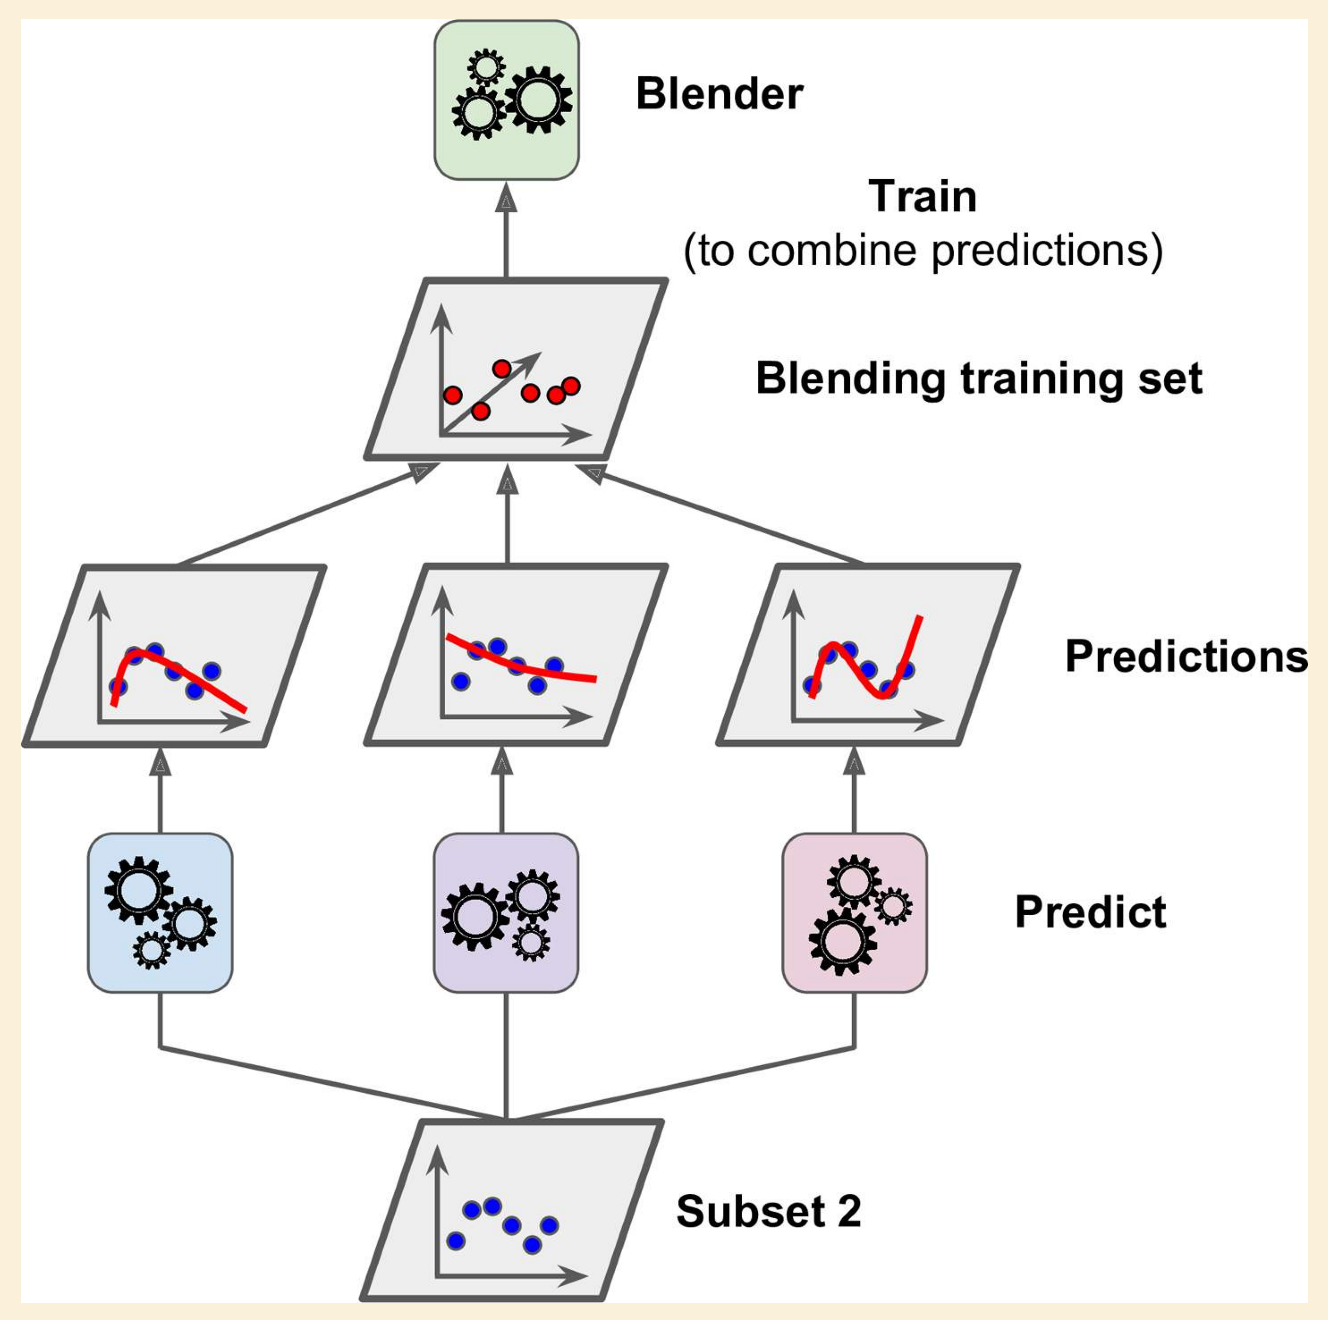 Blender
Train
(to combine predictions)
Blending training set
Predictions
Predict
Subset 2